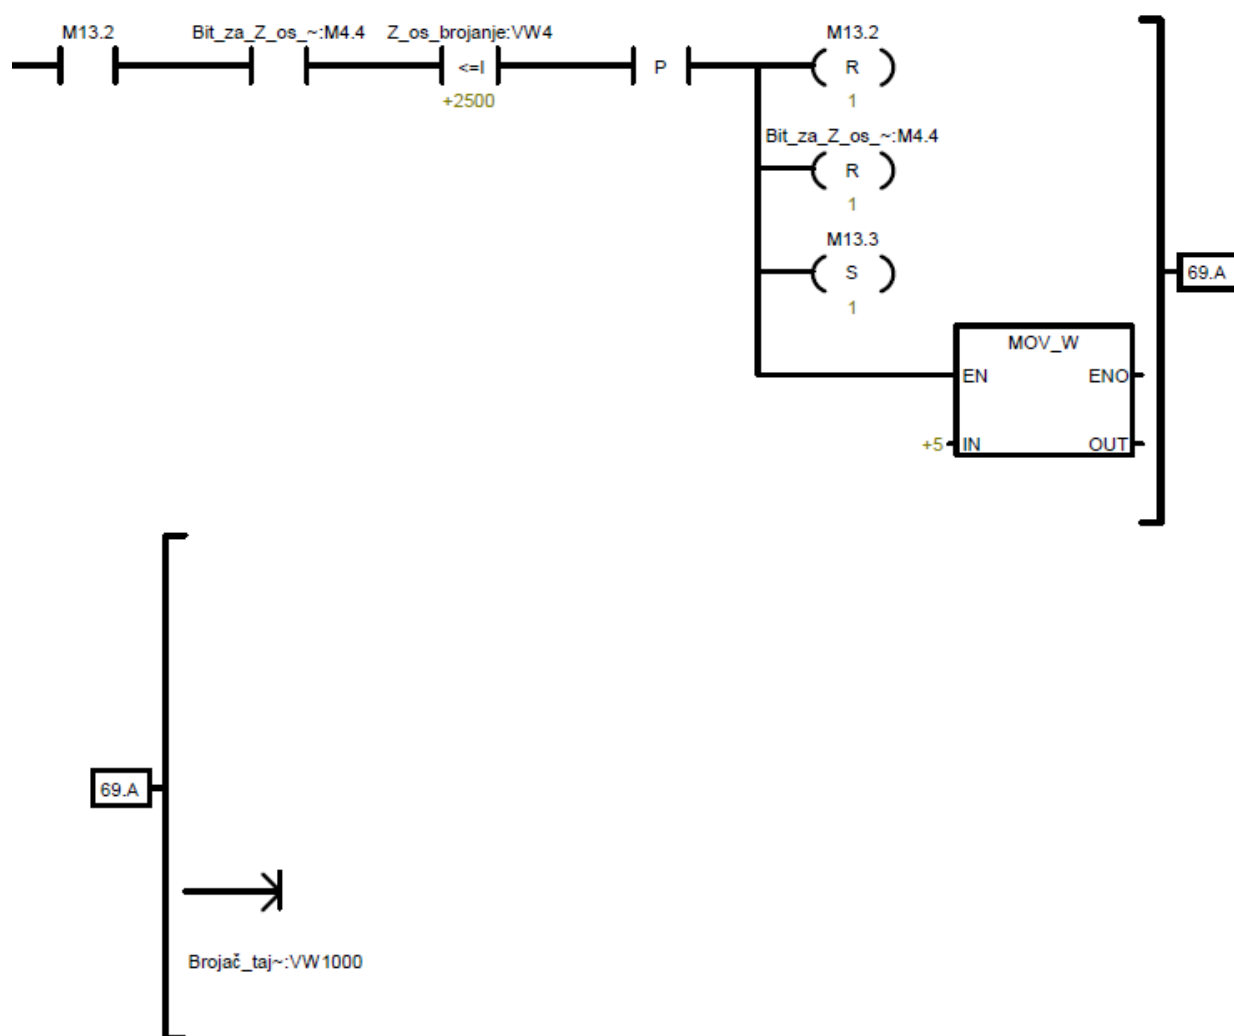 M13.2 Bit_za_Z_os_~:M4.4 Z_os_brojanje:VW4 M13.2
<=I P R
+2500 1
Bit_za_Z_os_~:M4.4
R
1
M13.3
S
1
69.A
MOV_W
EN ENO
+5 IN OUT
69.A
Brojač_taj~:VW1000